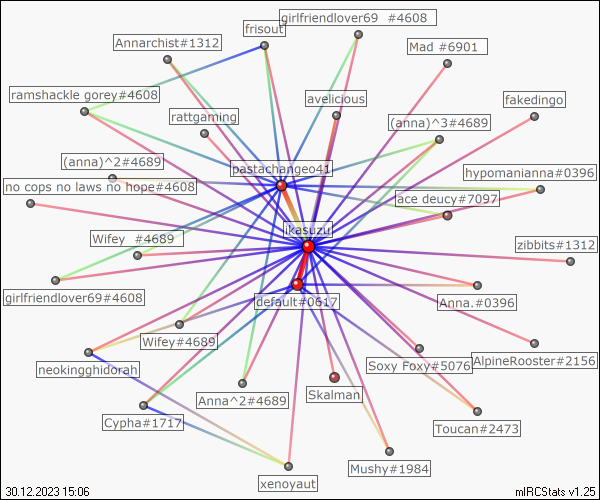 girlfriendlover69 #4608
frisout
Annarchist#1312
Mad #6901
ramshackle gorey#4608
avelicious
fakedingo
rattgaming
(anna)^3#4689
(anna)^2#4689
pastachangeo41
hypomanianna#0396
no cops no laws no hope#4608
ace deucy#7097
ikasuzu
Wifey #4689
zibbits#1312
girlfriendlover69#4608
default#0617
Anna.#0396
Wifey#4689
neokingghidorah
Soxy Foxy#5076
AlpineRooster#2156
Skalman
Anna^2#4689
Cypha#1717
Toucan#2473
Mushy#1984
xenoyaut
30.12.2023 15:06
mIRCStats v1.25